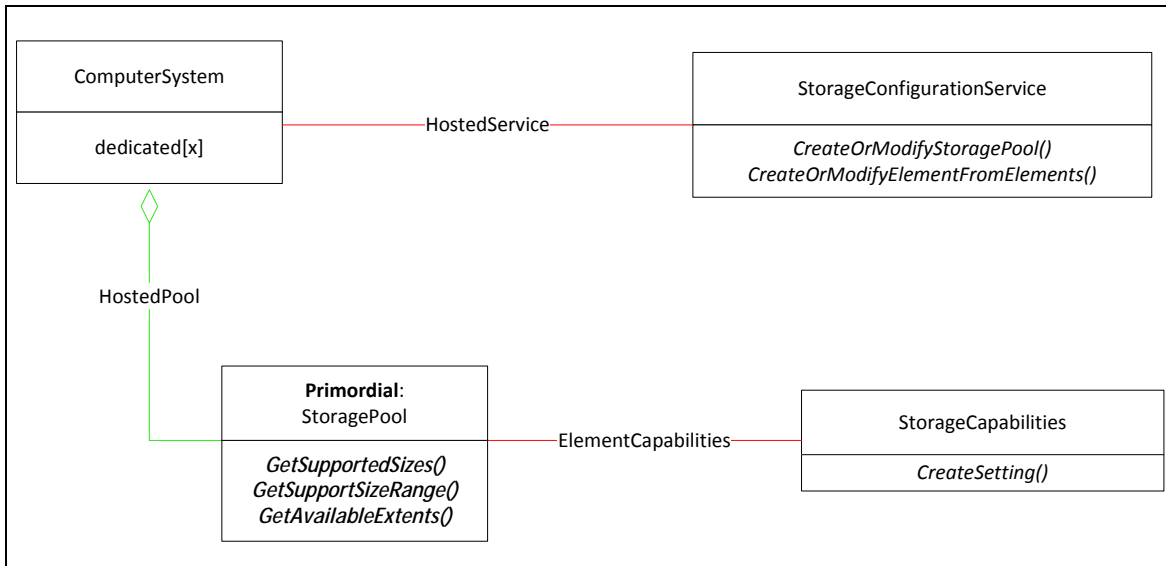 ComputerSystem
dedicated[x]
HostedService
StorageConfigurationService
CreateOrModifyStoragePool()
CreateOrModifyElementFromElements()
HostedPool
Primordial:
StoragePool
GetSupportedSizes()
GetSupportSizeRange()
GetAvailableExtents()
ElementCapabilities
StorageCapabilities
CreateSetting()